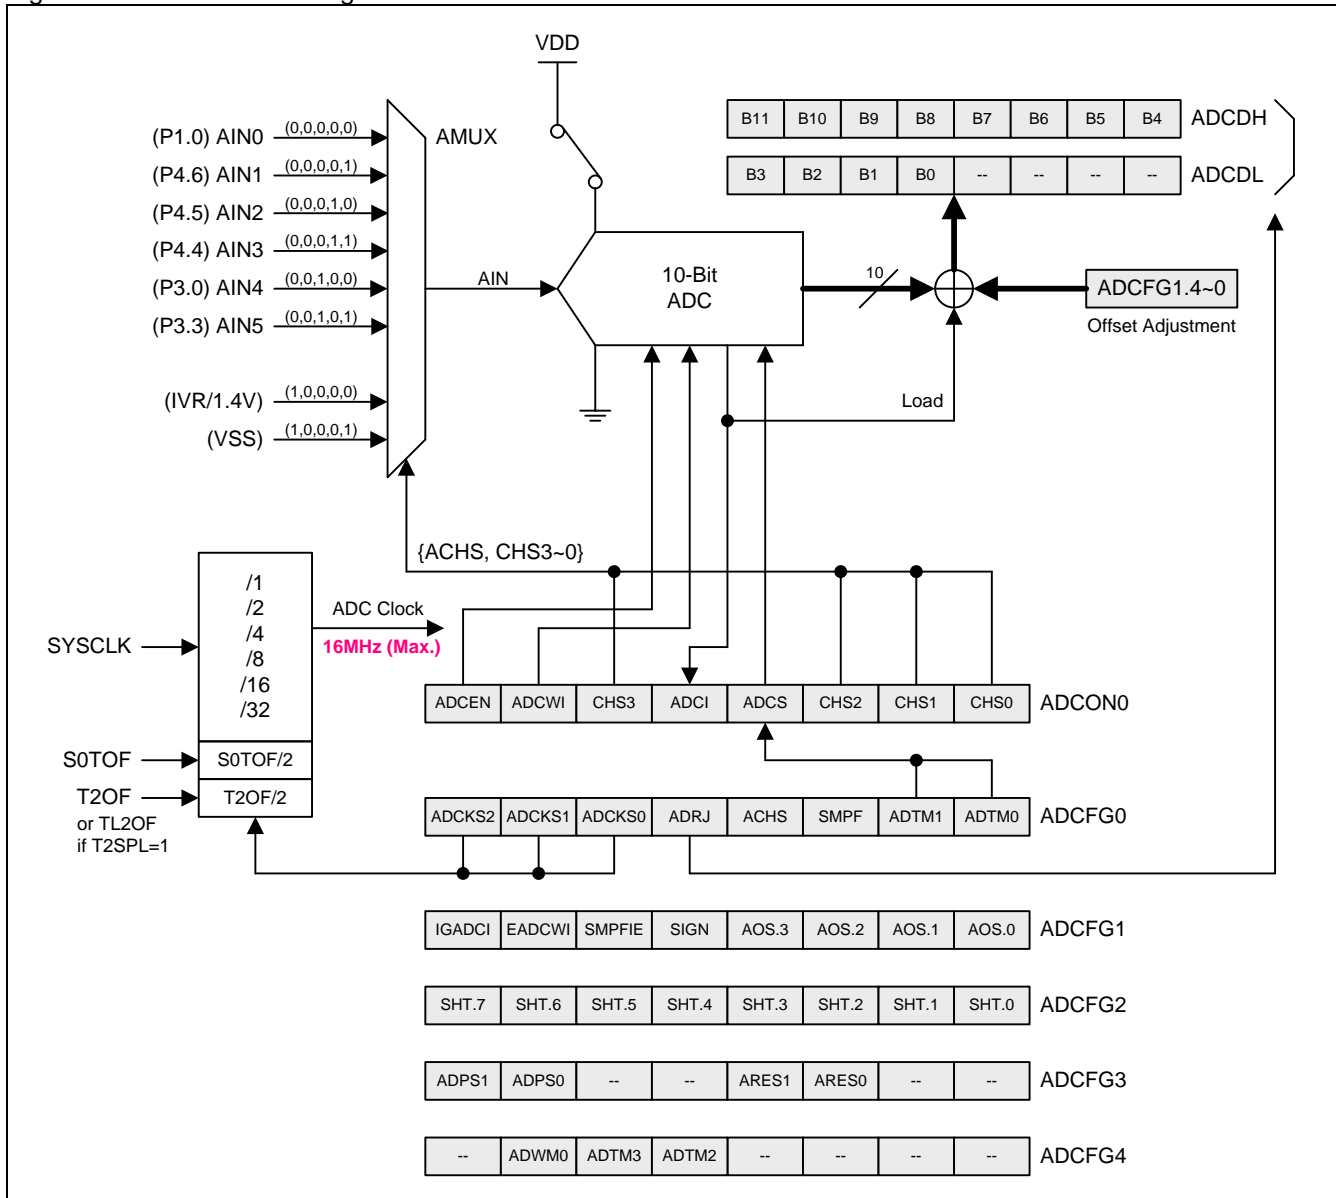 VDD
B11 B10 B9 B8 B7 B6 B5 B4 ADCDH
B3 B2 B1 B0 -- -- -- -- ADCDL
AMUX
(P1.0) AIN0 (0,0,0,0,0)
(P4.6) AIN1 (0,0,0,0,1)
(P4.5) AIN2 (0,0,0,1,0)
(P4.4) AIN3 (0,0,0,1,1)
(P3.0) AIN4 (0,0,1,0,0)
(P3.3) AIN5 (0,0,1,0,1)
(IVR/1.4V) (1,0,0,0,0)
(VSS) (1,0,0,0,1)
AIN
10-Bit
ADC
10
ADCFG1.4~0
Offset Adjustment
Load
{ACHS, CHS3~0}
/1
/2
/4
/8
/16
/32
SYSCLK
ADC Clock
16MHz (Max.)
S0TOF S0TOF/2
T2OF T2OF/2
or TL2OF
if T2SPL=1
ADCEN ADCWI CHS3 ADCI ADCS CHS2 CHS1 CHS0 ADCON0
ADCKS2 ADCKS1 ADCKS0 ADRJ ACHS SMPF ADTM1 ADTM0 ADCFG0
IGADCI EADCWI SMPFIE SIGN AOS.3 AOS.2 AOS.1 AOS.0 ADCFG1
SHT.7 SHT.6 SHT.5 SHT.4 SHT.3 SHT.2 SHT.1 SHT.0 ADCFG2
ADPS1 ADPS0 -- -- ARES1 ARES0 -- -- ADCFG3
-- ADWM0 ADTM3 ADTM2 -- -- -- -- ADCFG4